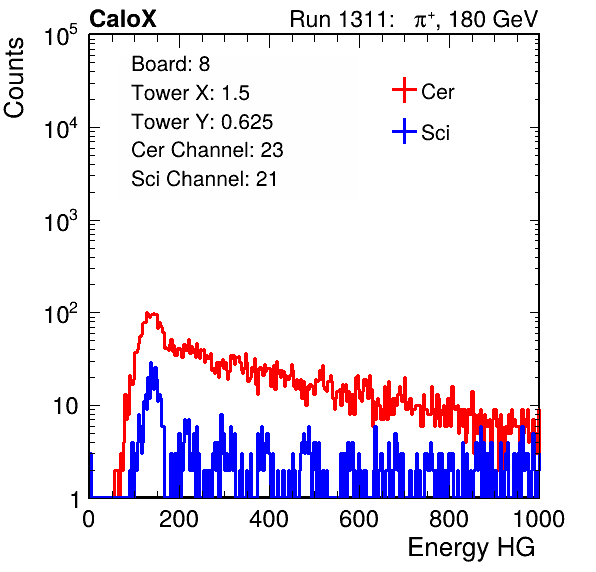 CaloX Run 1311: π⁺, 180 GeV
Counts
10⁵
10⁴
10³
10²
10
1
Board: 8
Tower X: 1.5
Tower Y: 0.625
Cer Channel: 23
Sci Channel: 21
Cer
Sci
0 200 400 600 800 1000
Energy HG